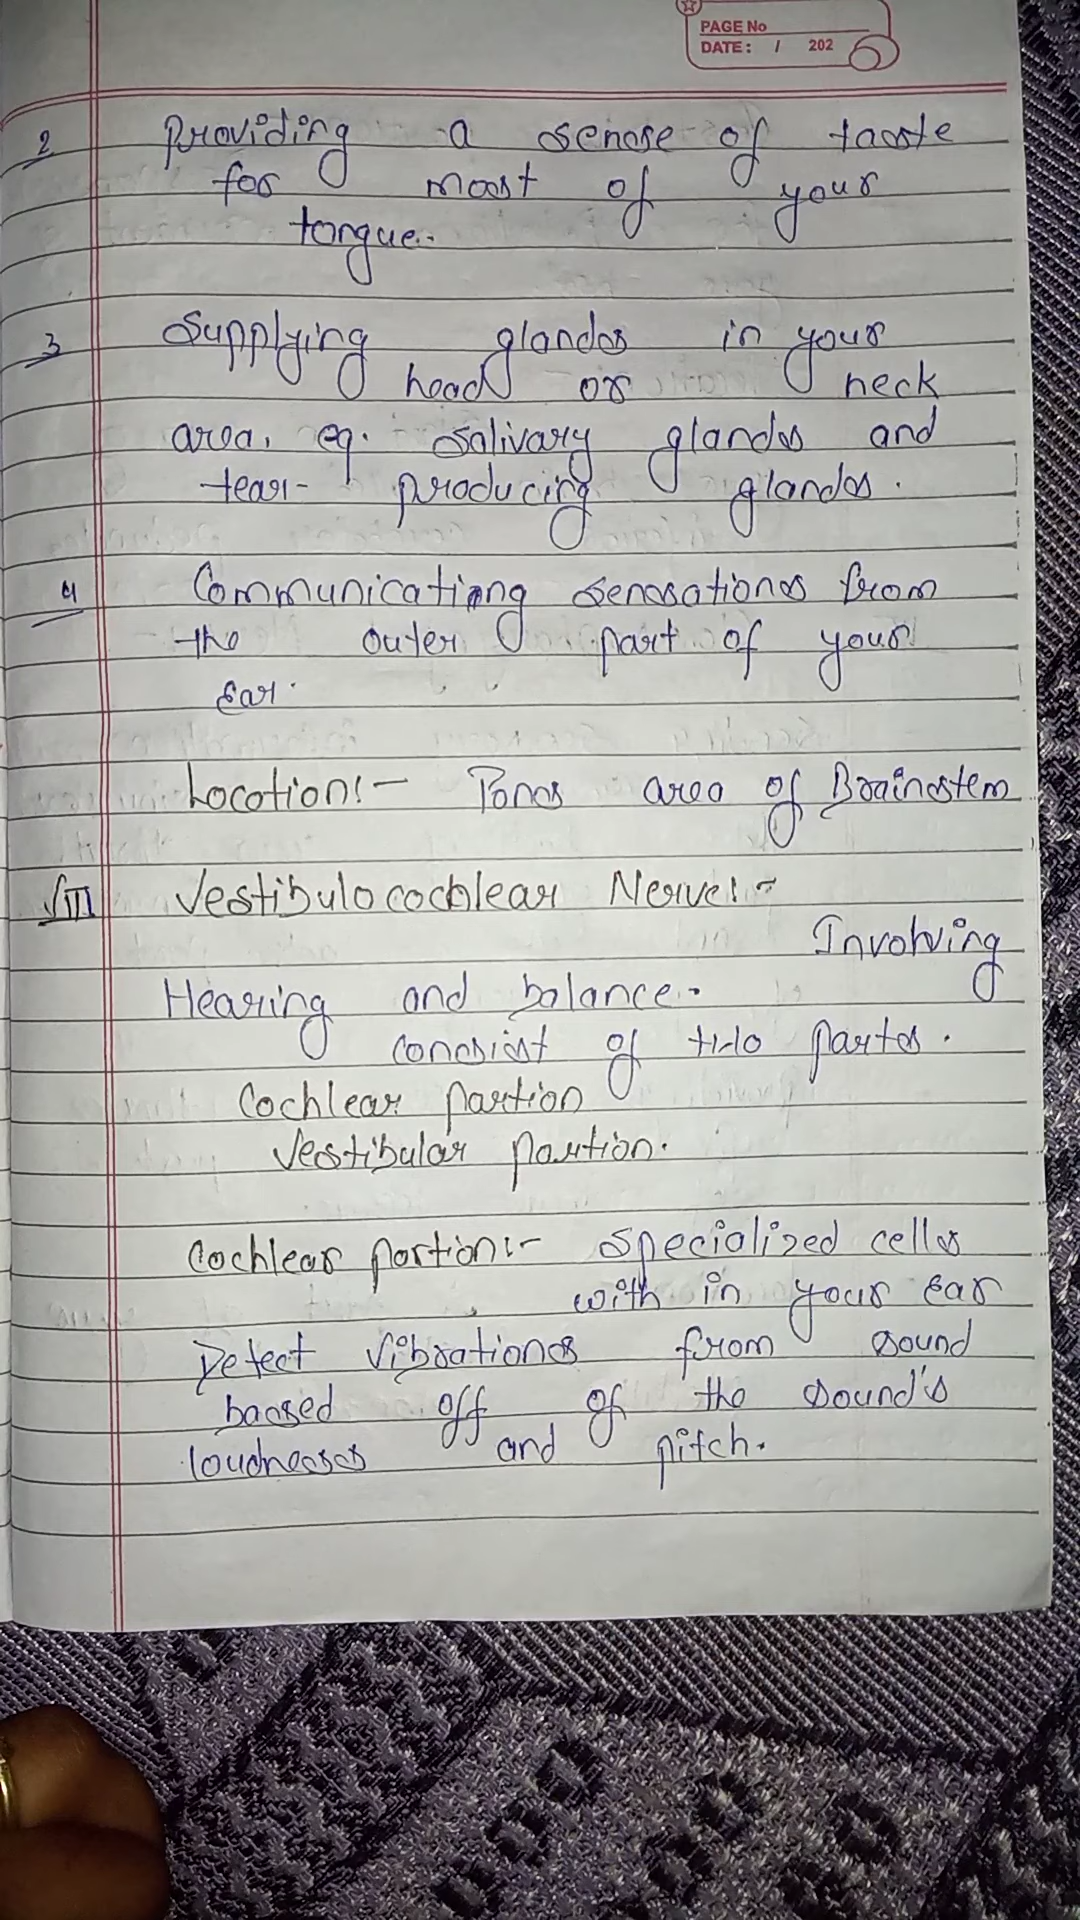 PAGE No
DATE: / 202
2 Providing a sense of taste
for most of your
tongue.
3 Supplying glands in your
head or neck
area, eg. salivary glands and
tear- producing glands.
4 Communicationg sensations from
the outer part of your
Ear.
Location:- Pons area of Brainstem
VIII Vestibulocochlear Nerve:-
Involving
Hearing and balance.
consist of two parts.
Cochlear portion
Vestibular portion.
Cochlear portion:- Specialized cells
with in your ear
Detect Vibrations from sound
based off of the sound's
loudness and pitch.